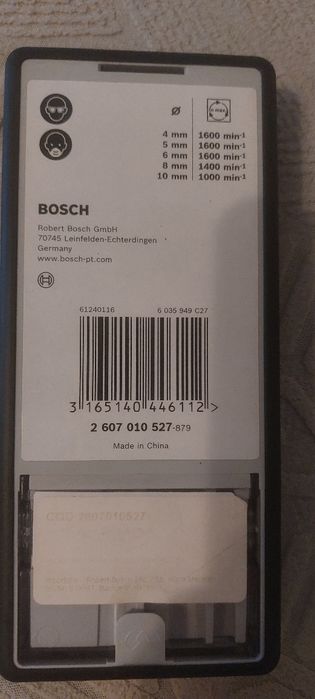 Ø n max
4 mm 1600 min-1
5 mm 1600 min-1
6 mm 1600 min-1
8 mm 1400 min-1
10 mm 1000 min-1
BOSCH
Robert Bosch GmbH
70745 Leinfelden-Echterdingen
Germany
www.bosch-pt.com
61240116 6 035 949 C27
3 165140 446112 >
2 607 010 527-879
Made in China
2607010527